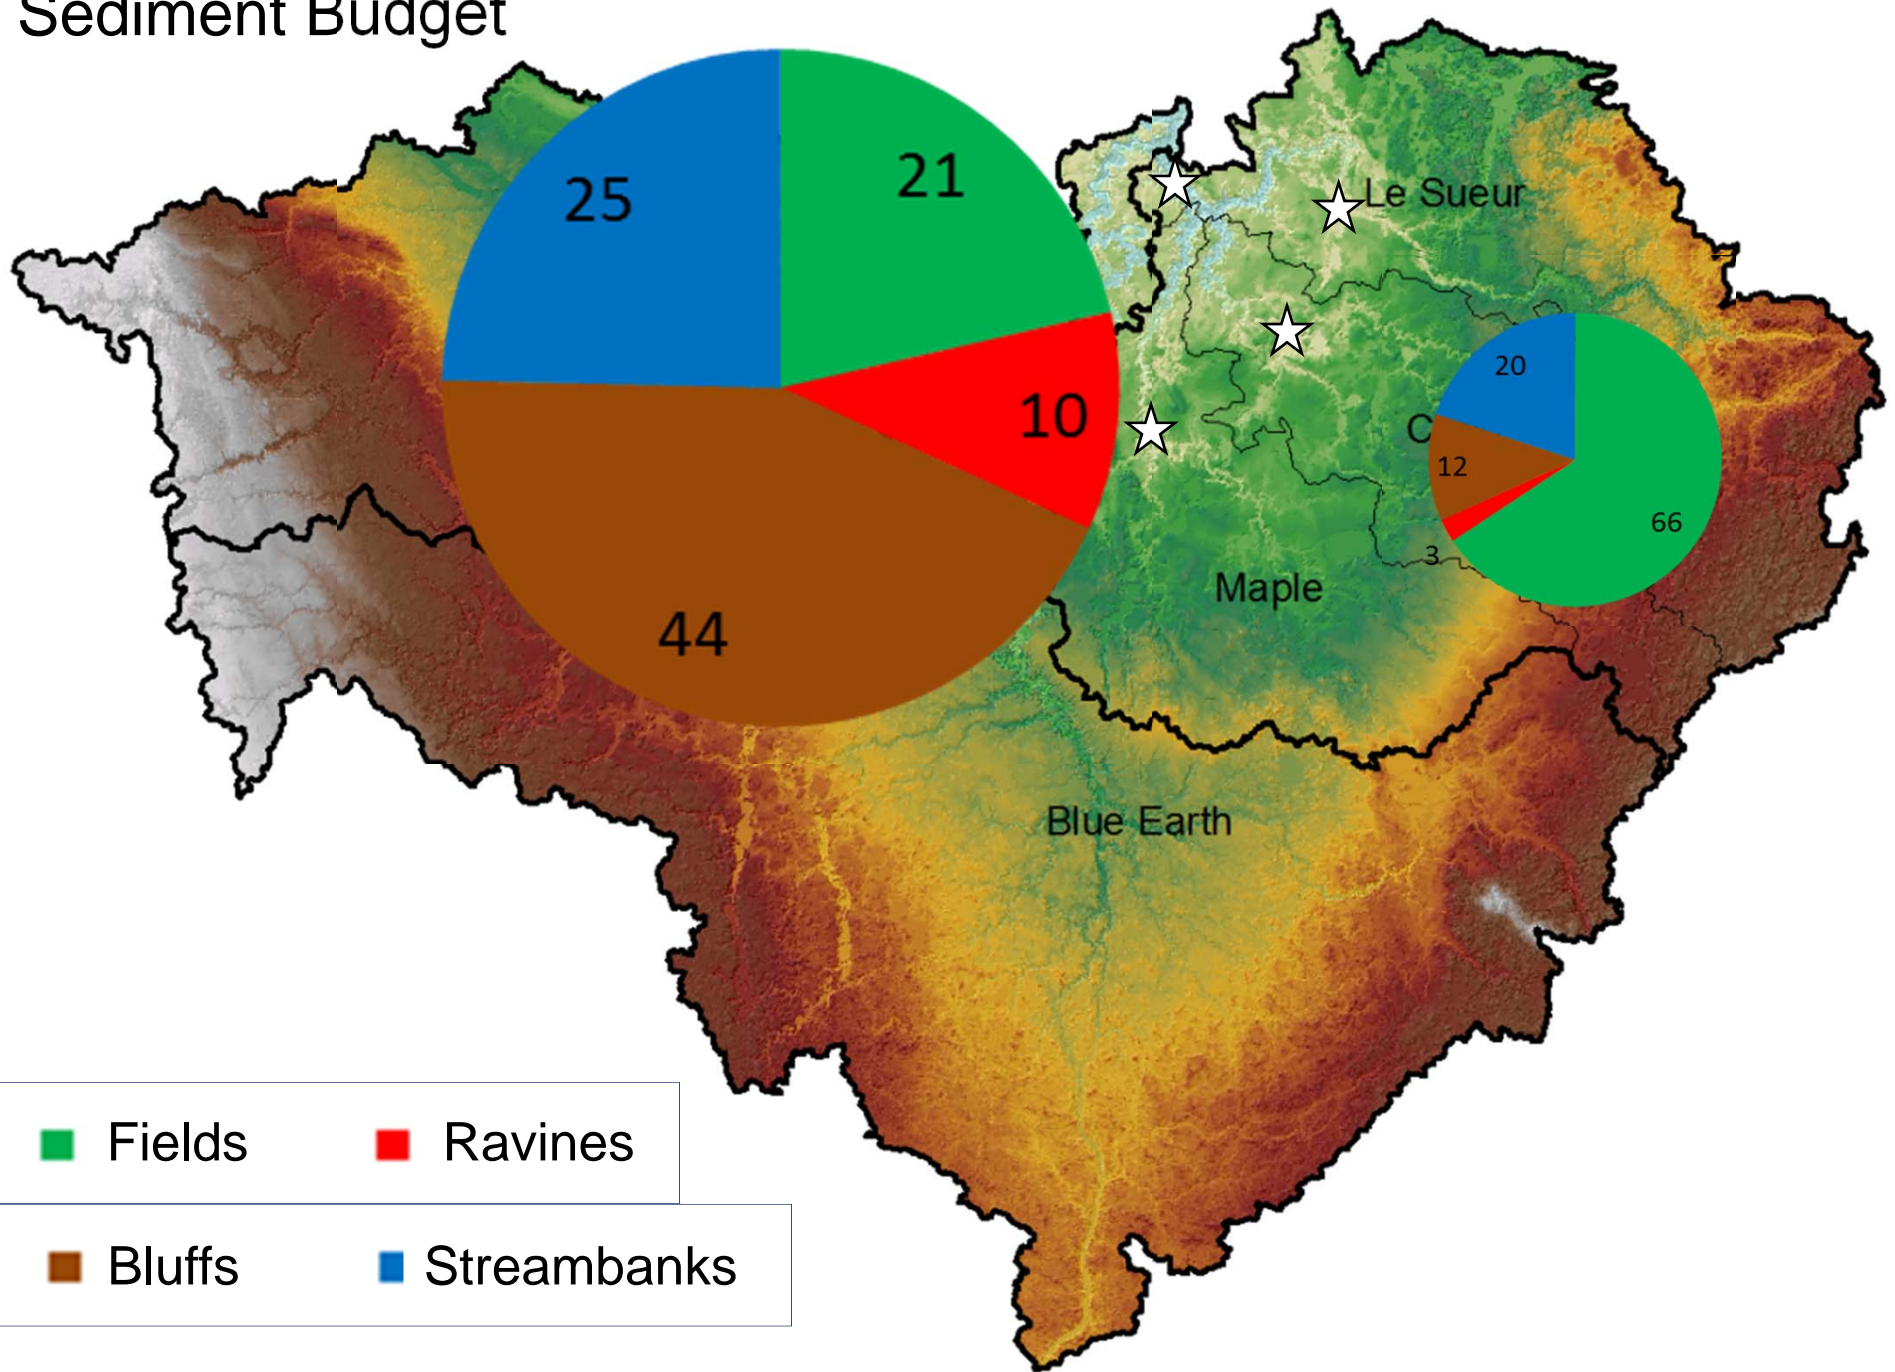 Sediment Budget
25
21
Le Sueur
10
20
C
12
66
3
Maple
44
Blue Earth
Fields
Ravines
Bluffs
Streambanks